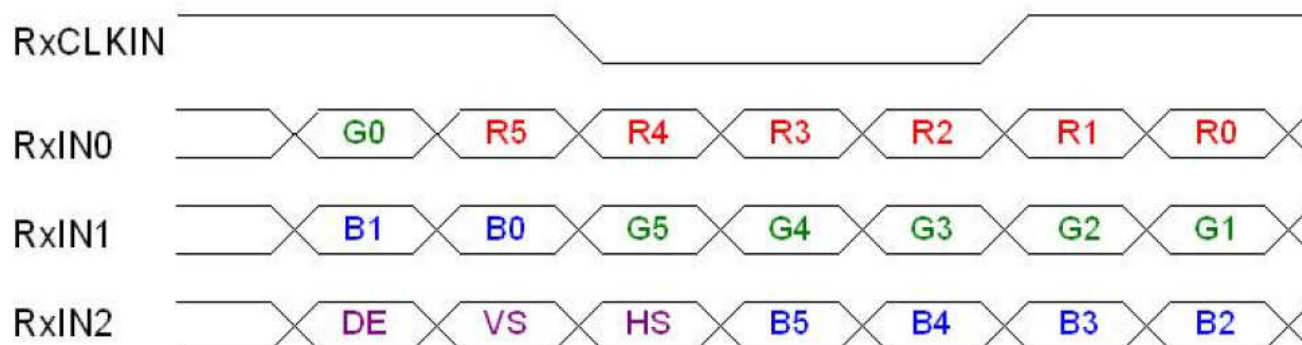 RxCLKIN
RxIN0 G0 R5 R4 R3 R2 R1 R0
RxIN1 B1 B0 G5 G4 G3 G2 G1
RxIN2 DE VS HS B5 B4 B3 B2